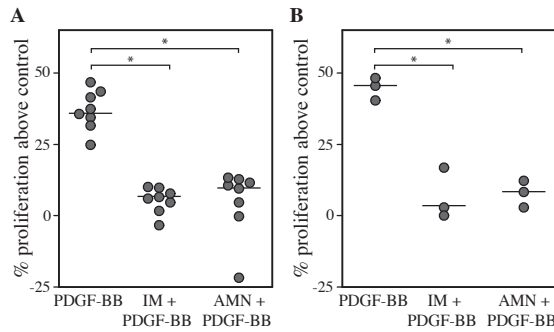 A
% proliferation above control
50
25
0
-25
*
*
PDGF-BB
IM +
PDGF-BB
AMN +
PDGF-BB
B
% proliferation above control
50
25
0
-25
*
*
PDGF-BB
IM +
PDGF-BB
AMN +
PDGF-BB